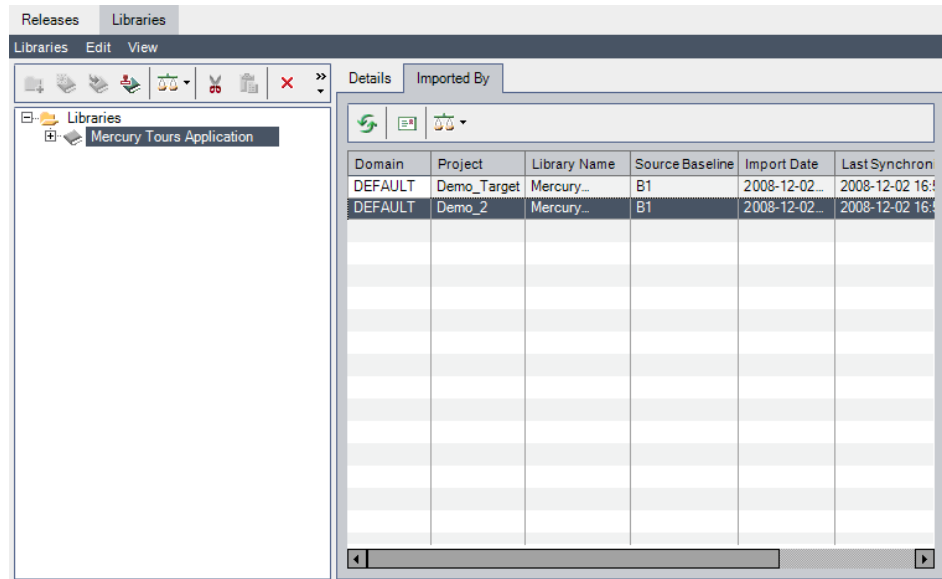 Releases Libraries
Libraries Edit View
Details Imported By
Libraries
Mercury Tours Application
Domain Project Library Name Source Baseline Import Date Last Synchroni
DEFAULT Demo_Target Mercury... B1 2008-12-02... 2008-12-02 16:
DEFAULT Demo_2 Mercury... B1 2008-12-02... 2008-12-02 16: